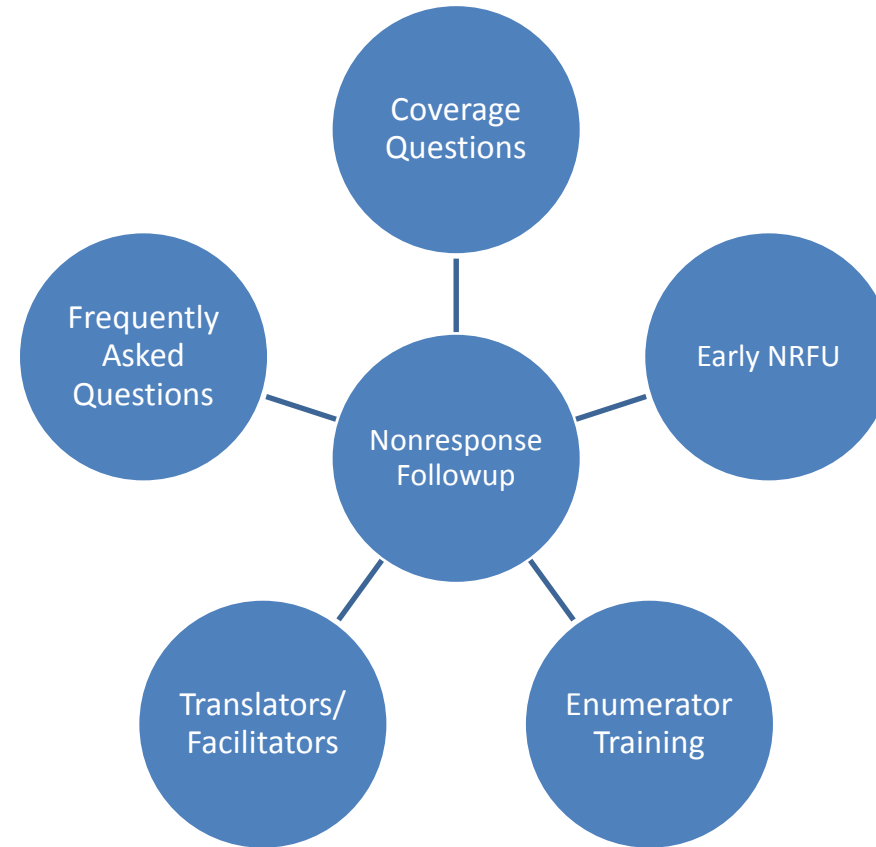 Coverage
Questions
Frequently
Asked
Questions
Early NRFU
Nonresponse
Followup
Translators/
Facilitators
Enumerator
Training